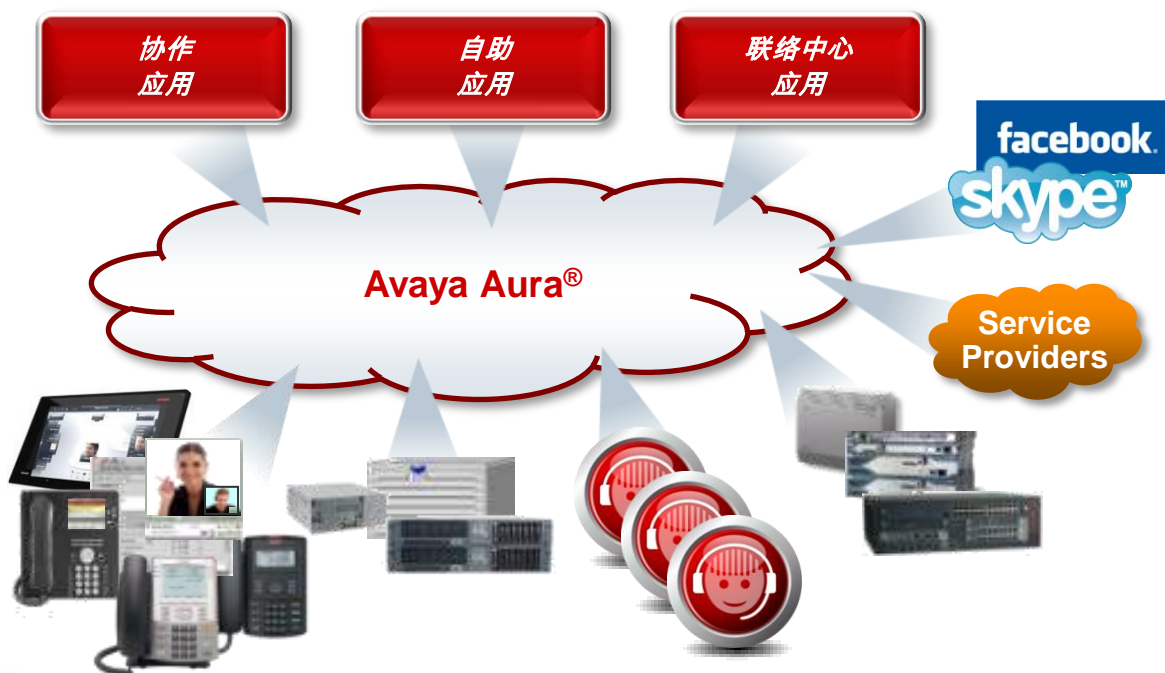 协作
应用
自助
应用
联络中心
应用
facebook.
skype™
Avaya Aura®
Service
Providers